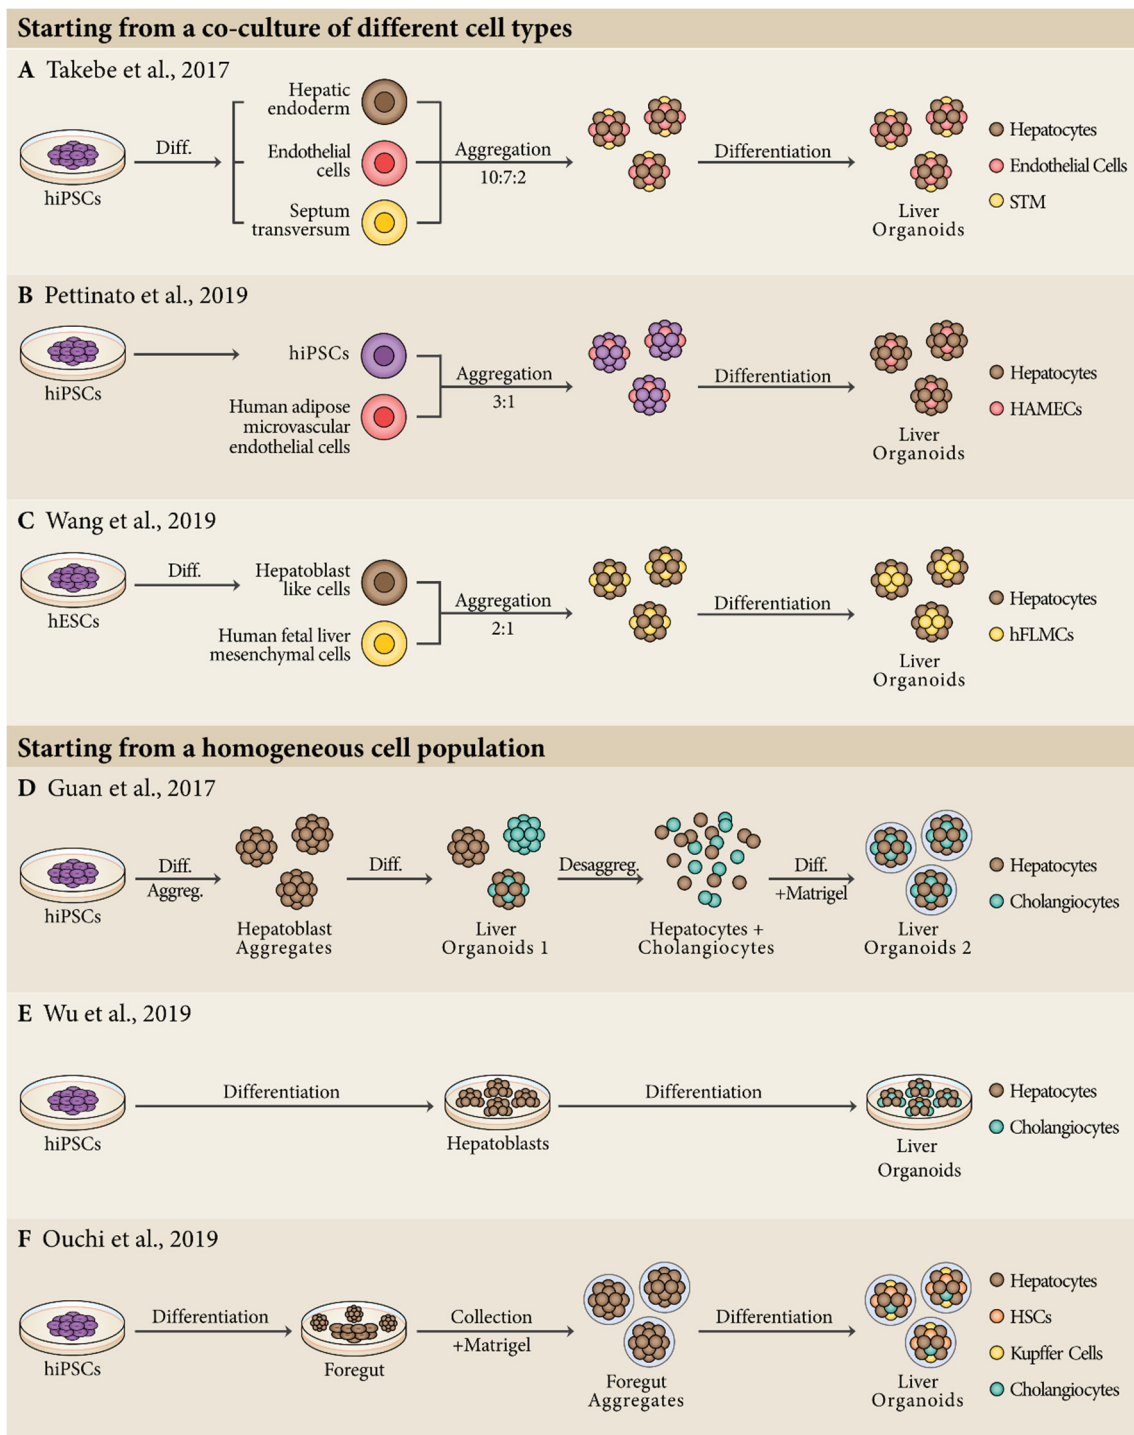 Starting from a co-culture of different cell types
A Takebe et al., 2017
hiPSCs
Diff.
Hepatic
endoderm
Endothelial
cells
Septum
transversum
Aggregation
10:7:2
Differentiation
Liver
Organoids
Hepatocytes
Endothelial Cells
STM
B Pettinato et al., 2019
hiPSCs
hiPSCs
Human adipose
microvascular
endothelial cells
Aggregation
3:1
Differentiation
Liver
Organoids
Hepatocytes
HAMECs
C Wang et al., 2019
hESCs
Diff.
Hepatoblast
like cells
Human fetal liver
mesenchymal cells
Aggregation
2:1
Differentiation
Liver
Organoids
Hepatocytes
hFLMCs
Starting from a homogeneous cell population
D Guan et al., 2017
hiPSCs
Diff.
Aggreg.
Hepatoblast
Aggregates
Diff.
Liver
Organoids 1
Desaggreg.
Hepatocytes +
Cholangiocytes
Diff.
+Matrigel
Liver
Organoids 2
Hepatocytes
Cholangiocytes
E Wu et al., 2019
hiPSCs
Differentiation
Hepatoblasts
Differentiation
Liver
Organoids
Hepatocytes
Cholangiocytes
F Ouchi et al., 2019
hiPSCs
Differentiation
Foregut
Collection
+Matrigel
Foregut
Aggregates
Differentiation
Liver
Organoids
Hepatocytes
HSCs
Kupffer Cells
Cholangiocytes